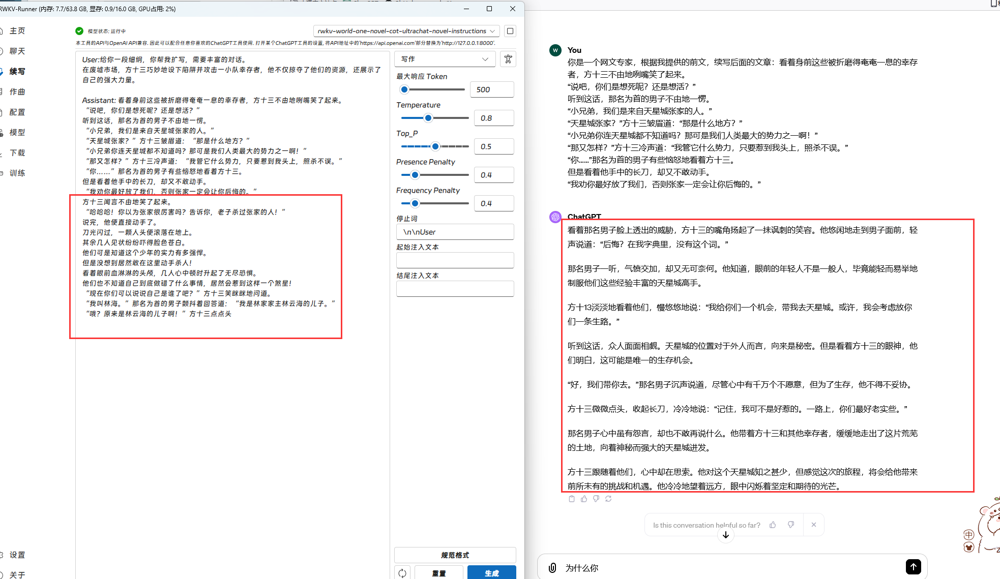 RWKV-Runner (内存: 7.7/63.8 GB, 显存: 0.9/16.0 GB, GPU占用: 2%)
主页
聊天
续写
作曲
配置
模型
下载
训练
设置
关于
模型状态: 运行中
rwkv-world-one-novel-cot-ultrachat-novel-instructions
本工具的API与OpenAI API兼容. 因此可以配合任意你喜欢的ChatGPT工具使用. 打开某个ChatGPT工具的设置, 将API地址中的'https://api.openai.com'部分替换为'http://127.0.0.1:8000'.
User:给你一段细纲，你帮我扩写，需要丰富的对话。
在废墟市场，方十三巧妙地设下陷阱并攻击一小队幸存者，他不仅掠夺了他们的资源，还展示了
自己的强大力量。
Assistant: 看着身前这些被折磨得奄奄一息的幸存者，方十三不由地咧嘴笑了起来。
“说吧，你们是想死呢？还是想活？”
听到这话，那名为首的男子不由地一愣。
“小兄弟，我们是来自天星城张家的人。”
“天星城张家？”方十三皱眉道：“那是什么地方？”
“小兄弟你连天星城都不知道吗？那可是我们人类最大的势力之一啊！”
“那又怎样？”方十三冷声道：“我管它什么势力，只要惹到我头上，照杀不误。”
“你……”那名为首的男子有些恼怒地看着方十三。
但是看着他手中的长刀，却又不敢动手。
“我劝你最好放了我们，否则张家一定会让你后悔的。”
方十三闻言不由地笑了起来。
“哈哈哈！你以为张家很厉害吗？告诉你，老子杀过张家的人！”
说完，他便直接动手了。
刀光闪过，一颗人头便滚落在地上。
其余几人见状纷纷吓得脸色苍白。
他们可是知道这个少年的实力有多强悍。
但是没想到居然敢在这里动手杀人！
看着眼前血淋淋的头颅，几人心中顿时升起了无尽恐惧。
他们也不知道自己到底做错了什么事情，居然会惹到这样一个煞星！
“现在你们可以说说自己是谁了吧？”方十三笑眯眯地问道。
“我叫林海。”那名为首的男子颤抖着回答道：“我是林家家主林云海的儿子。”
“哦？原来是林云海的儿子啊！”方十三点点头
写作
最大响应 Token
500
Temperature
0.8
Top_P
0.5
Presence Penalty
0.4
Frequency Penalty
0.4
停止词
\n\nUser
起始注入文本
结尾注入文本
规范格式
重置
生成
W
You
你是一个网文专家，根据我提供的前文，续写后面的文章：看着身前这些被折磨得奄奄一息的幸存
者，方十三不由地咧嘴笑了起来。
“说吧，你们是想死呢？还是想活？”
听到这话，那名为首的男子不由地一愣。
“小兄弟，我们是来自天星城张家的人。”
“天星城张家？”方十三皱眉道：“那是什么地方？”
“小兄弟你连天星城都不知道吗？那可是我们人类最大的势力之一啊！”
“那又怎样？”方十三冷声道：“我管它什么势力，只要惹到我头上，照杀不误。”
“你……”那名为首的男子有些恼怒地看着方十三。
但是看着他手中的长刀，却又不敢动手。
“我劝你最好放了我们，否则张家一定会让你后悔的。”
ChatGPT
看着那名男子脸上透出的威胁，方十三的嘴角扬起了一抹讽刺的笑容。他悠闲地走到男子面前，轻
声说道：“后悔？在我字典里，没有这个词。”
那名男子一听，气愤交加，却又无可奈何。他知道，眼前的年轻人不是一般人，毕竟能轻而易举地
制服他们这些经验丰富的天星城高手。
方十13淡淡地看着他们，慢悠悠地说：“我给你们一个机会，带我去天星城。或许，我会考虑放你
们一条生路。”
听到这话，众人面面相觑。天星城的位置对于外人而言，向来是秘密。但是看着方十三的眼神，他
们明白，这可能是唯一的生存机会。
“好，我们带你去。”那名男子沉声说道，尽管心中有千万个不愿意，但为了生存，他不得不妥协。
方十三微微点头，收起长刀，冷冷地说：“记住，我可不是好惹的。一路上，你们最好老实些。”
那名男子心中虽有怨言，却也不敢再说什么。他带着方十三和其他幸存者，缓缓地走出了这片荒芜
的土地，向着神秘而强大的天星城进发。
方十三跟随着他们，心中却在思索。他对这个天星城知之甚少，但感觉这次的旅程，将会给他带来
前所未有的挑战和机遇。他冷冷地望着远方，眼中闪烁着坚定和期待的光芒。
Is this conversation helpful so far?
中
为什么你